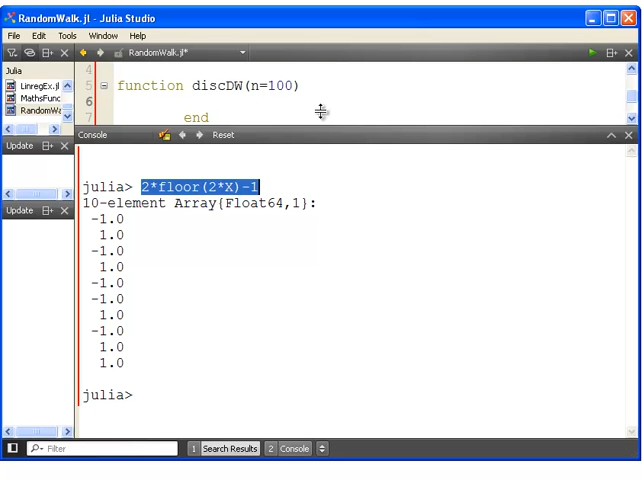 RandomWalk.jl - Julia Studio
File Edit Tools Window Help
RandomWalk.jl*
Julia
4
LinregEx.jl
5 function discDW(n=100)
MathsFunc
6
RandomWa
7 end
Console Reset
Update
julia> 2*floor(2*X)-1
10-element Array{Float64,1}:
Update
-1.0
1.0
-1.0
1.0
-1.0
-1.0
1.0
-1.0
1.0
1.0
julia>
Filter 1 Search Results 2 Console